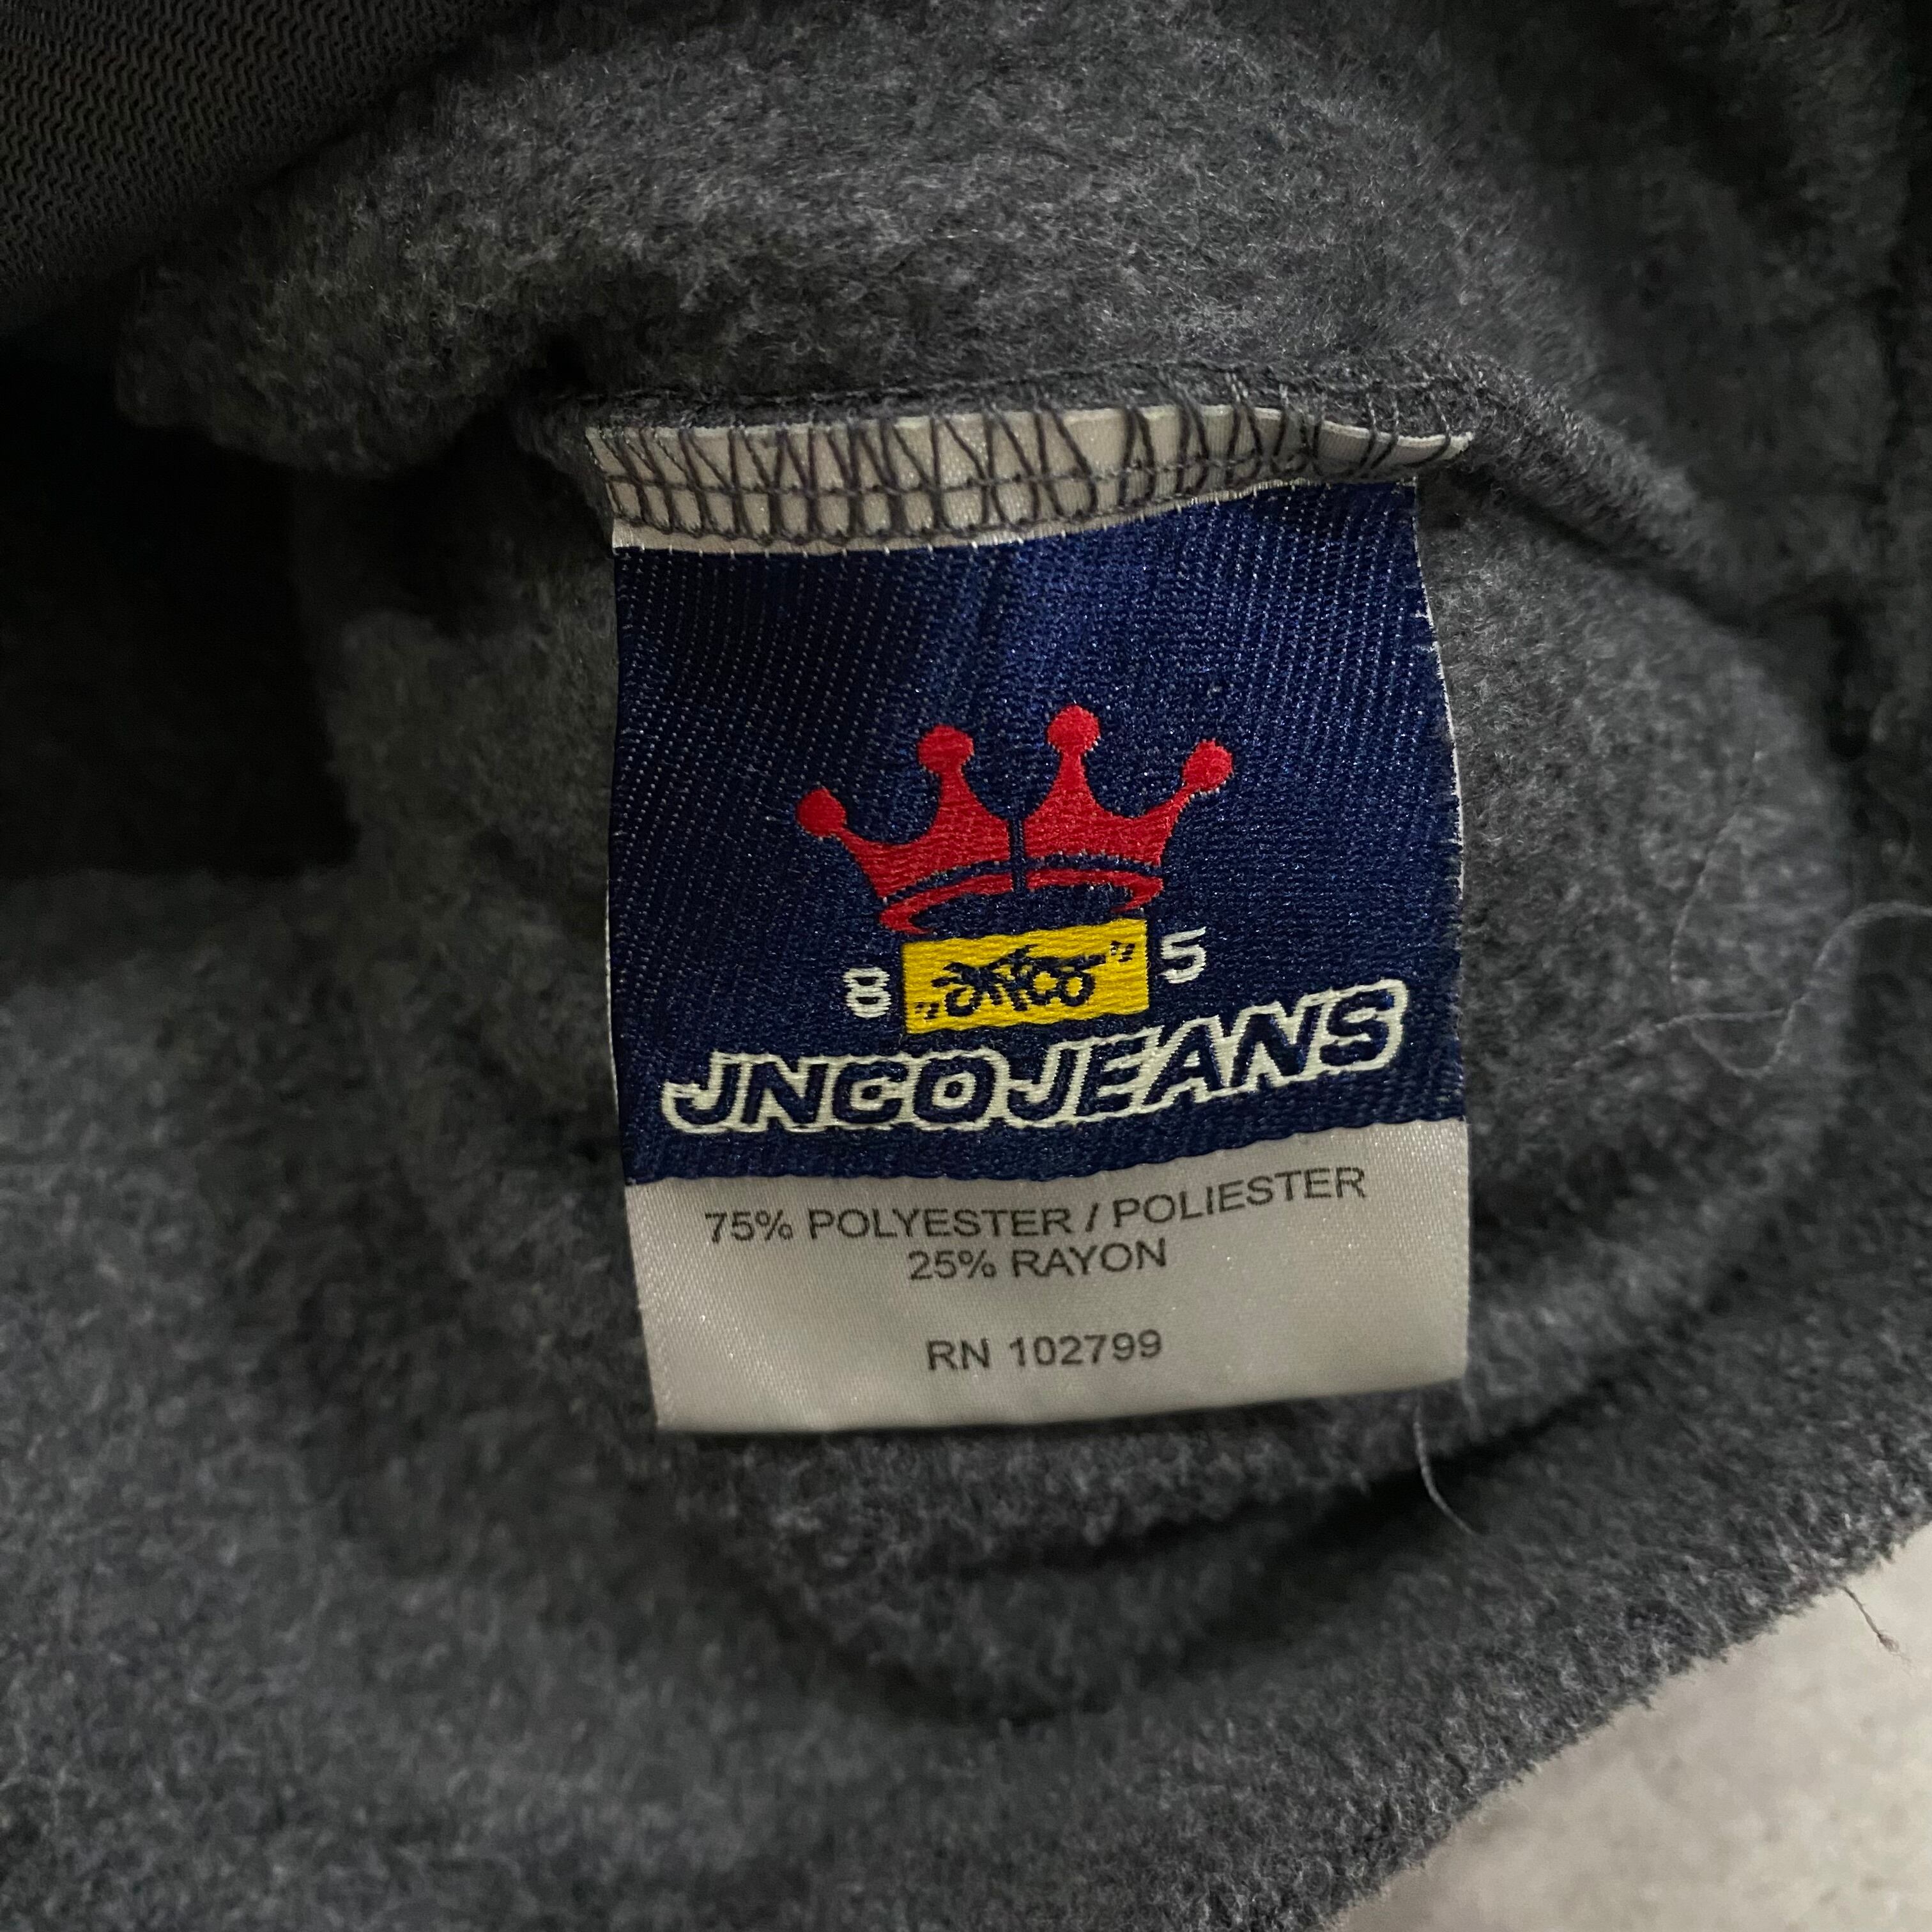 8 "JNCO" 5
JNCO JEANS
75% POLYESTER / POLIESTER
25% RAYON
RN 102799